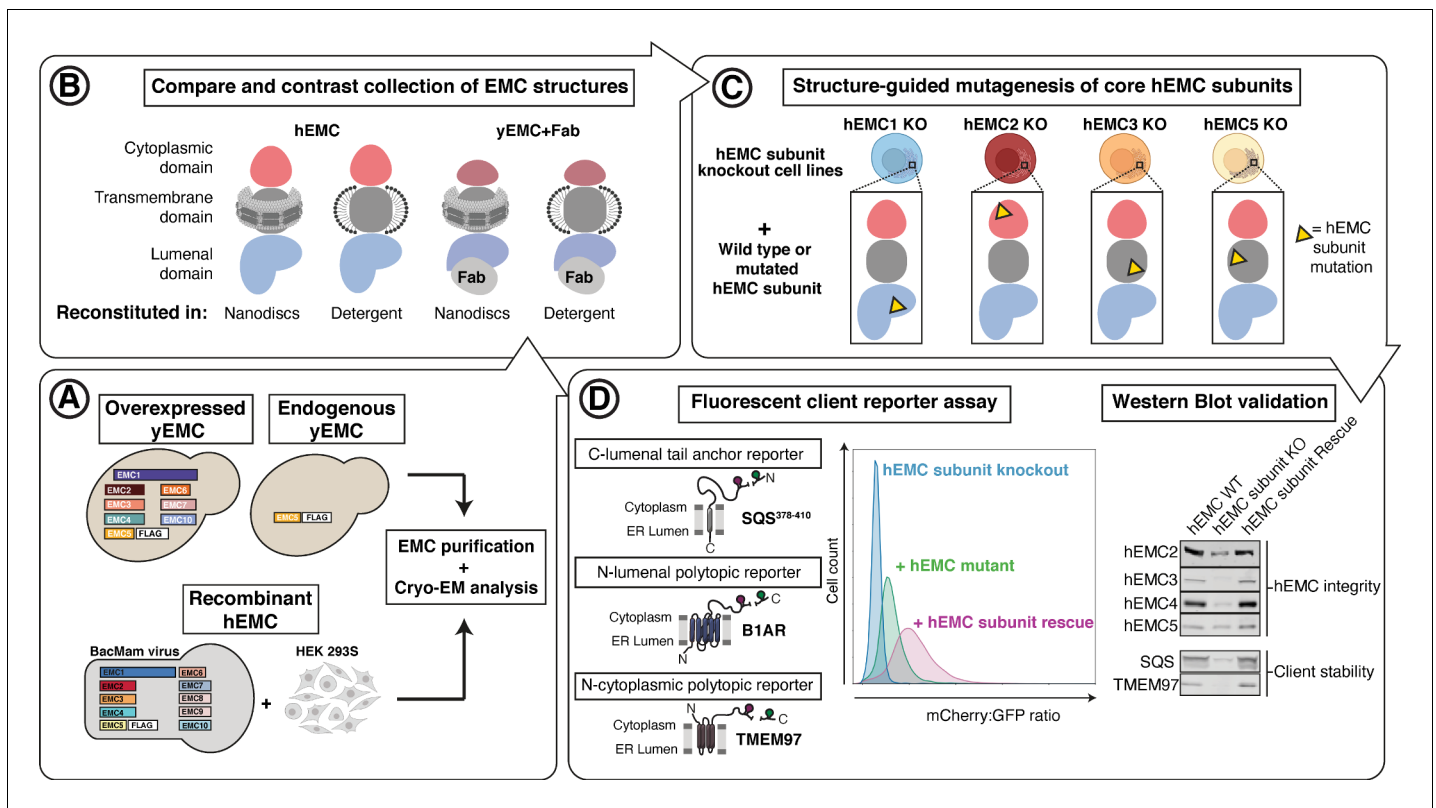 B
Compare and contrast collection of EMC structures
hEMC
yEMC+Fab
Cytoplasmic
domain
Transmembrane
domain
Lumenal
domain
Fab
Fab
Reconstituted in:
Nanodiscs
Detergent
Nanodiscs
Detergent
C
Structure-guided mutagenesis of core hEMC subunits
hEMC1 KO
hEMC2 KO
hEMC3 KO
hEMC5 KO
hEMC subunit
knockout cell lines
+
Wild type or
mutated
hEMC subunit
= hEMC
subunit
mutation
A
Overexpressed
yEMC
Endogenous
yEMC
EMC1
EMC2
EMC6
EMC3
EMC7
EMC4
EMC10
EMC5
FLAG
EMC5
FLAG
EMC purification
+
Cryo-EM analysis
Recombinant
hEMC
BacMam virus
HEK 293S
EMC1
EMC6
EMC2
EMC7
EMC3
EMC8
EMC4
EMC9
EMC5
FLAG
EMC10
+
D
Fluorescent client reporter assay
C-lumenal tail anchor reporter
N
Cytoplasm
ER Lumen
SQS378-410
C
N-lumenal polytopic reporter
C
Cytoplasm
ER Lumen
B1AR
N
N-cytoplasmic polytopic reporter
N
C
Cytoplasm
ER Lumen
TMEM97
Cell count
hEMC subunit knockout
+ hEMC mutant
+ hEMC subunit rescue
mCherry:GFP ratio
Western Blot validation
hEMC WT
hEMC subunit KO
hEMC subunit Rescue
hEMC2
hEMC3
hEMC4
hEMC5
hEMC integrity
SQS
TMEM97
Client stability